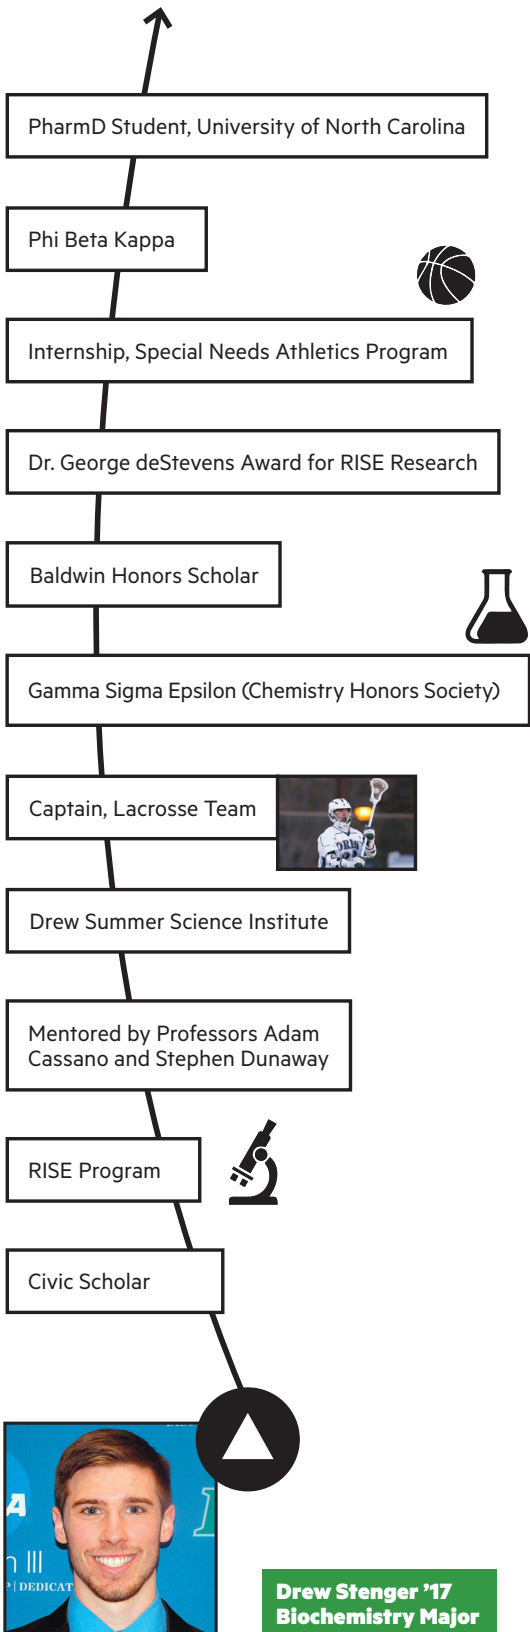 PharmD Student, University of North Carolina
Phi Beta Kappa
Internship, Special Needs Athletics Program
Dr. George deStevens Award for RISE Research
Baldwin Honors Scholar
Gamma Sigma Epsilon (Chemistry Honors Society)
Captain, Lacrosse Team
Drew Summer Science Institute
Mentored by Professors Adam
Cassano and Stephen Dunaway
RISE Program
Civic Scholar
A
n III
P | DEDICAT
Drew Stenger ’17
Biochemistry Major